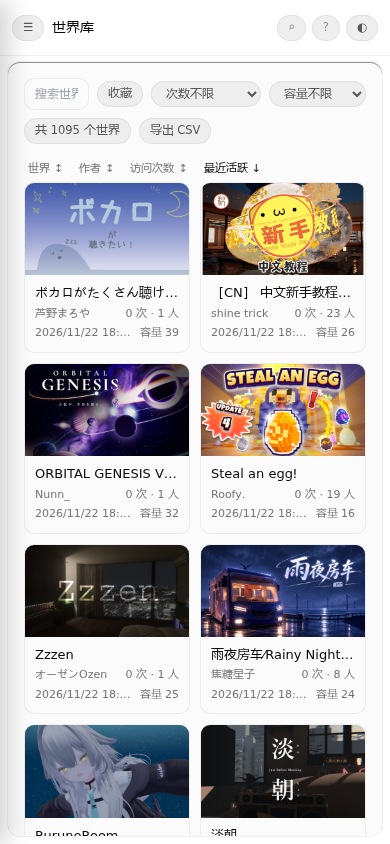 ☰ 世界库 ⌕ ? ◐
搜索世界 收藏 次数不限 容量不限
共 1095 个世界 导出 CSV
世界 ↕ 作者 ↕ 访问次数 ↕ 最近活跃 ↓
ボカロ
が
聴きたい！
zzz
ボカロがたくさん聴け...
芦野まろや 0 次 · 1 人
2026/11/22 18:... 容量 39
新手
中文教程
［CN］ 中文新手教程...
shine trick 0 次 · 23 人
2026/11/22 18:... 容量 26
ORBITAL
GENESIS
ORBITAL GENESIS V...
Nunn_ 0 次 · 1 人
2026/11/22 18:... 容量 32
STEAL AN EGG
UPDATE
4
Steal an egg!
Roofy. 0 次 · 19 人
2026/11/22 18:... 容量 16
Zzzen
Zzzen
オーゼンOzen 0 次 · 1 人
2026/11/22 18:... 容量 25
雨夜房车
雨夜房车⁄Rainy Night...
焦糖星子 0 次 · 8 人
2026/11/22 18:... 容量 24
淡
朝
RuruneRoom
淡朝